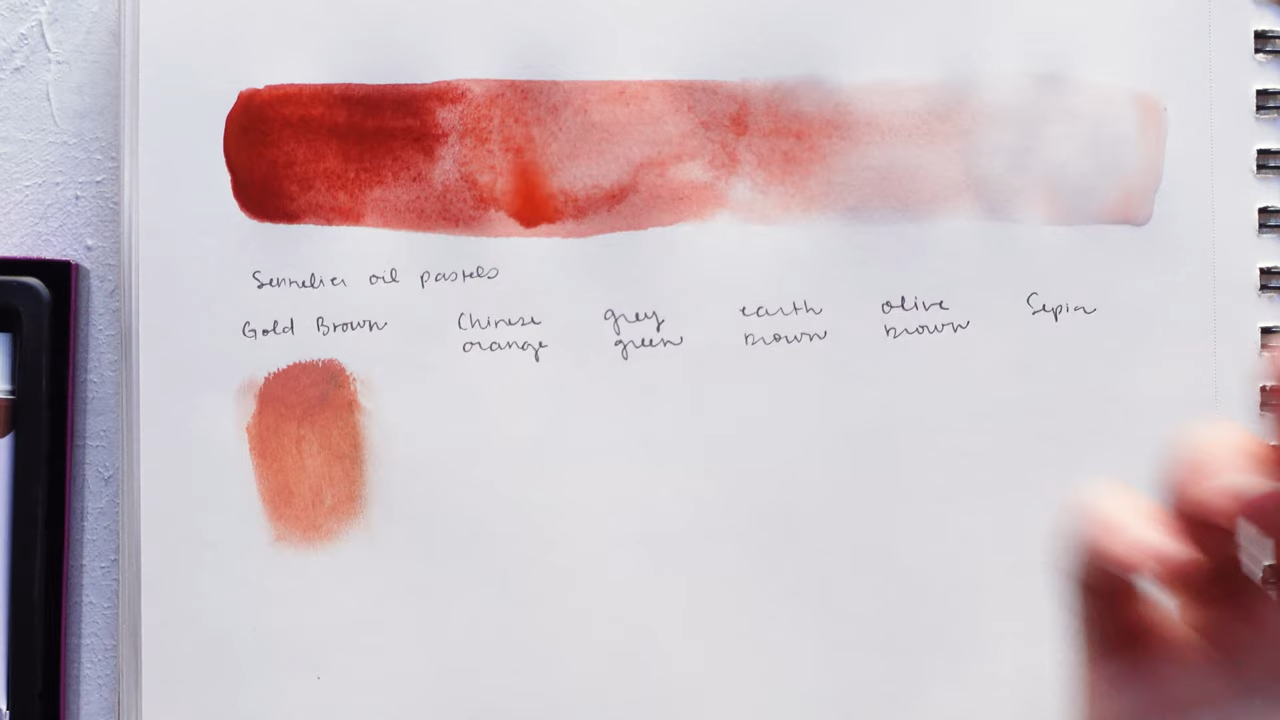 Sennelier oil pastels
Gold Brown
Chinese
orange
grey
green
earth
brown
olive
brown
Sepia